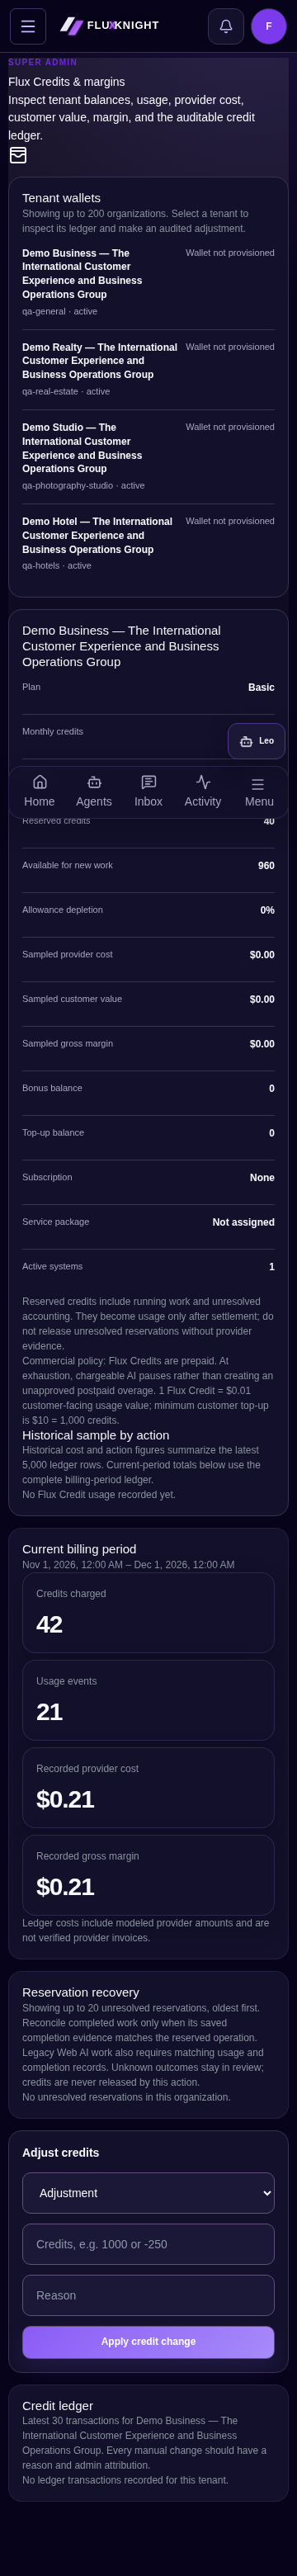 FLUXKNIGHT
F
SUPER ADMIN
Flux Credits & margins
Inspect tenant balances, usage, provider cost,
customer value, margin, and the auditable credit
ledger.
Tenant wallets
Showing up to 200 organizations. Select a tenant to
inspect its ledger and make an audited adjustment.
Demo Business — The
International Customer
Experience and Business
Operations Group
Wallet not provisioned
qa-general · active
Demo Realty — The International
Customer Experience and
Business Operations Group
Wallet not provisioned
qa-real-estate · active
Demo Studio — The
International Customer
Experience and Business
Operations Group
Wallet not provisioned
qa-photography-studio · active
Demo Hotel — The International
Customer Experience and
Business Operations Group
Wallet not provisioned
qa-hotels · active
Demo Business — The International
Customer Experience and Business
Operations Group
Plan Basic
Monthly credits
Leo
Home Agents Inbox Activity Menu
Reserved credits 40
Available for new work 960
Allowance depletion 0%
Sampled provider cost $0.00
Sampled customer value $0.00
Sampled gross margin $0.00
Bonus balance 0
Top-up balance 0
Subscription None
Service package Not assigned
Active systems 1
Reserved credits include running work and unresolved
accounting. They become usage only after settlement; do
not release unresolved reservations without provider
evidence.
Commercial policy: Flux Credits are prepaid. At
exhaustion, chargeable AI pauses rather than creating an
unapproved postpaid overage. 1 Flux Credit = $0.01
customer-facing usage value; minimum customer top-up
is $10 = 1,000 credits.
Historical sample by action
Historical cost and action figures summarize the latest
5,000 ledger rows. Current-period totals below use the
complete billing-period ledger.
No Flux Credit usage recorded yet.
Current billing period
Nov 1, 2026, 12:00 AM – Dec 1, 2026, 12:00 AM
Credits charged
42
Usage events
21
Recorded provider cost
$0.21
Recorded gross margin
$0.21
Ledger costs include modeled provider amounts and are
not verified provider invoices.
Reservation recovery
Showing up to 20 unresolved reservations, oldest first.
Reconcile completed work only when its saved
completion evidence matches the reserved operation.
Legacy Web AI work also requires matching usage and
completion records. Unknown outcomes stay in review;
credits are never released by this action.
No unresolved reservations in this organization.
Adjust credits
Adjustment
Credits, e.g. 1000 or -250
Reason
Apply credit change
Credit ledger
Latest 30 transactions for Demo Business — The
International Customer Experience and Business
Operations Group. Every manual change should have a
reason and admin attribution.
No ledger transactions recorded for this tenant.